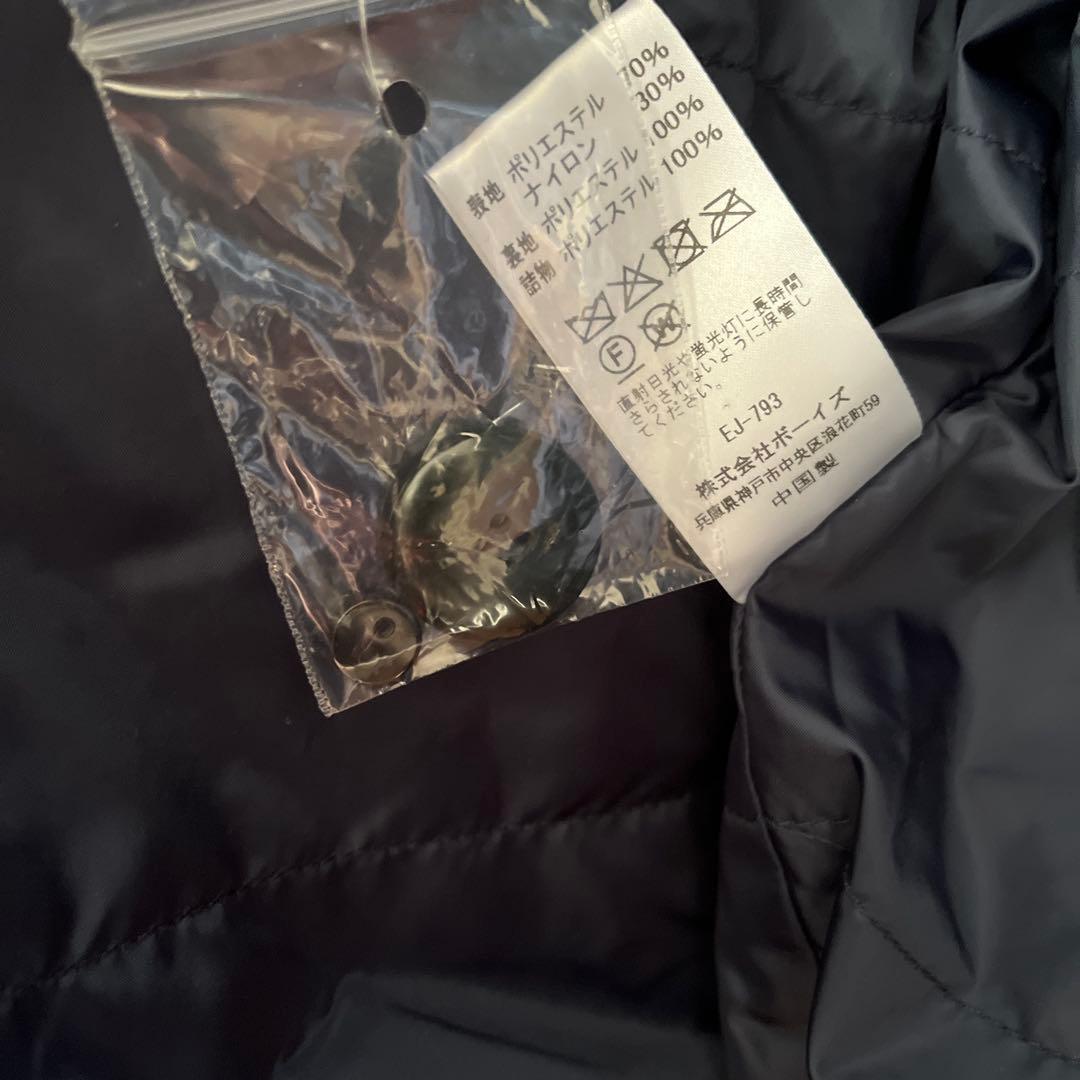 表地 ポリエステル 70%
ナイロン 30%
裏地 ポリエステル 100%
詰物 ポリエステル 100%
F W
直射日光や蛍光灯に長時間
さらされないように保管し
てください。
EJ-793
株式会社ボーイズ
兵庫県神戸市中央区浪花町59
中国製